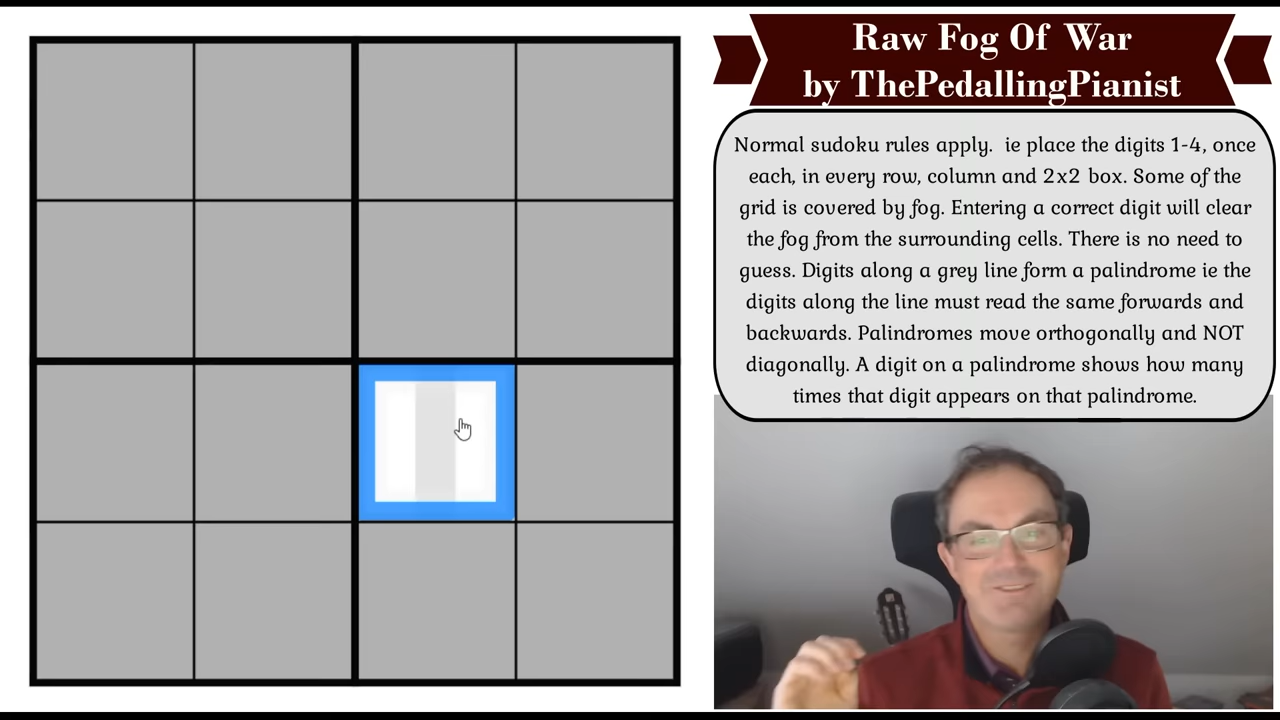 Raw Fog Of War
by ThePedallingPianist
Normal sudoku rules apply. ie place the digits 1-4, once
each, in every row, column and 2x2 box. Some of the
grid is covered by fog. Entering a correct digit will clear
the fog from the surrounding cells. There is no need to
guess. Digits along a grey line form a palindrome ie the
digits along the line must read the same forwards and
backwards. Palindromes move orthogonally and NOT
diagonally. A digit on a palindrome shows how many
times that digit appears on that palindrome.